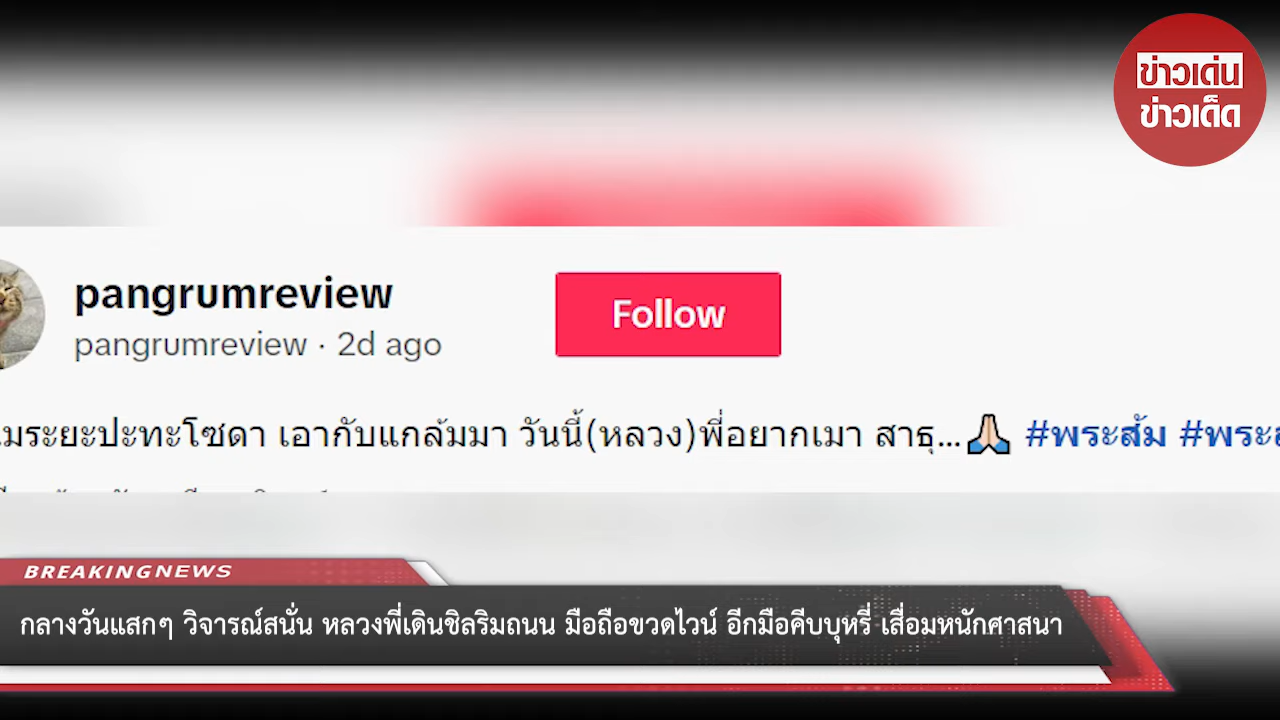 ข่าวเด่น
ข่าวเด็ด
pangrumreview
Follow
pangrumreview · 2d ago
เมระยะปะทะโซดา เอากับแกล้มมา วันนี้(หลวง)พี่อยากเมา สาธุ...🙏🏻 #พระส้ม
BREAKINGNEWS
กลางวันแสกๆ วิจารณ์สนั่น หลวงพี่เดินชิลริมถนน มือถือขวดไวน์ อีกมือคีบบุหรี่ เสื่อมหนักศาสนา